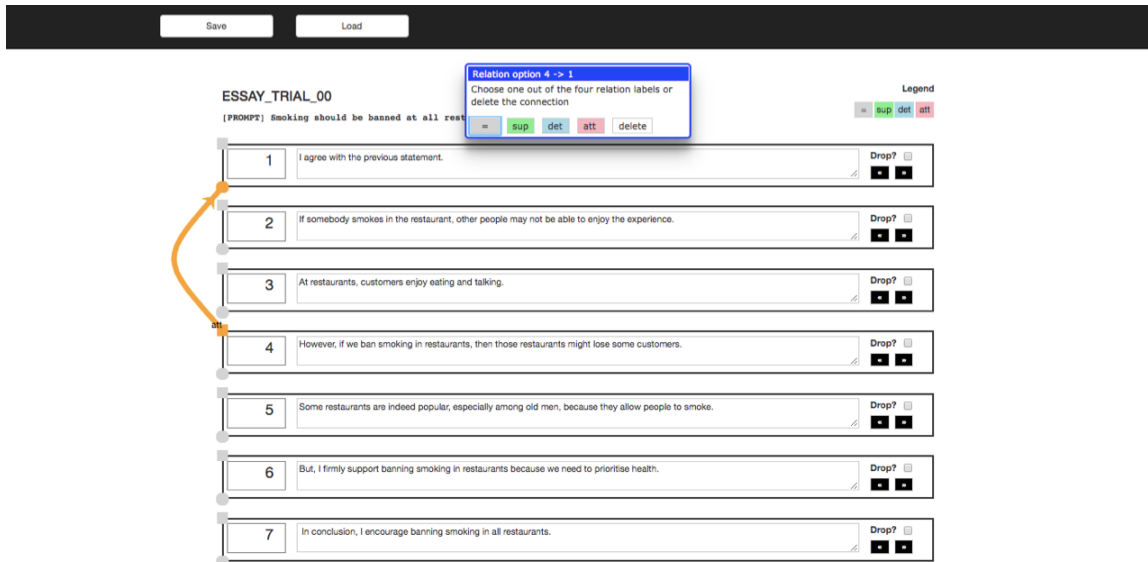 Save Load
Relation option 4 -> 1
Choose one out of the four relation labels or
delete the connection
= sup det att delete
Legend
= sup det att
ESSAY_TRIAL_00
[PROMPT] Smoking should be banned at all rest
1 I agree with the previous statement. Drop?
« »
2 If somebody smokes in the restaurant, other people may not be able to enjoy the experience. Drop?
« »
3 At restaurants, customers enjoy eating and talking. Drop?
« »
att
4 However, if we ban smoking in restaurants, then those restaurants might lose some customers. Drop?
« »
5 Some restaurants are indeed popular, especially among old men, because they allow people to smoke. Drop?
« »
6 But, I firmly support banning smoking in restaurants because we need to prioritise health. Drop?
« »
7 In conclusion, I encourage banning smoking in all restaurants. Drop?
« »